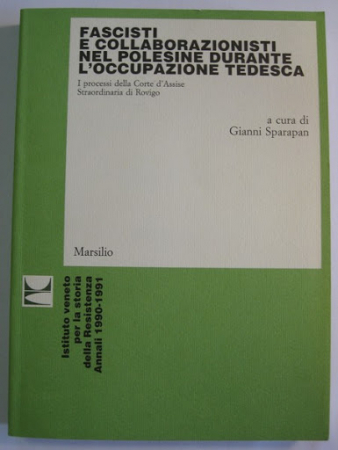 FASCISTI
E COLLABORAZIONISTI
NEL POLESINE DURANTE
L'OCCUPAZIONE TEDESCA
I processi della Corte d'Assise
Straordinaria di Rovigo
a cura di
Gianni Sparapan
Marsilio
Istituto veneto
per la storia
della Resistenza
Annali 1990-1991